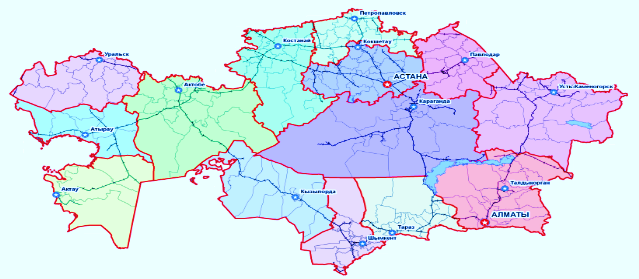 Петропавловск
Костанай
Кокшетау
Уральск
Павлодар
АСТАНА
Актобе
Усть-Каменогорск
Караганда
Атырау
Актау
Кызылорда
Талдыкорган
АЛМАТЫ
Тараз
Шымкент